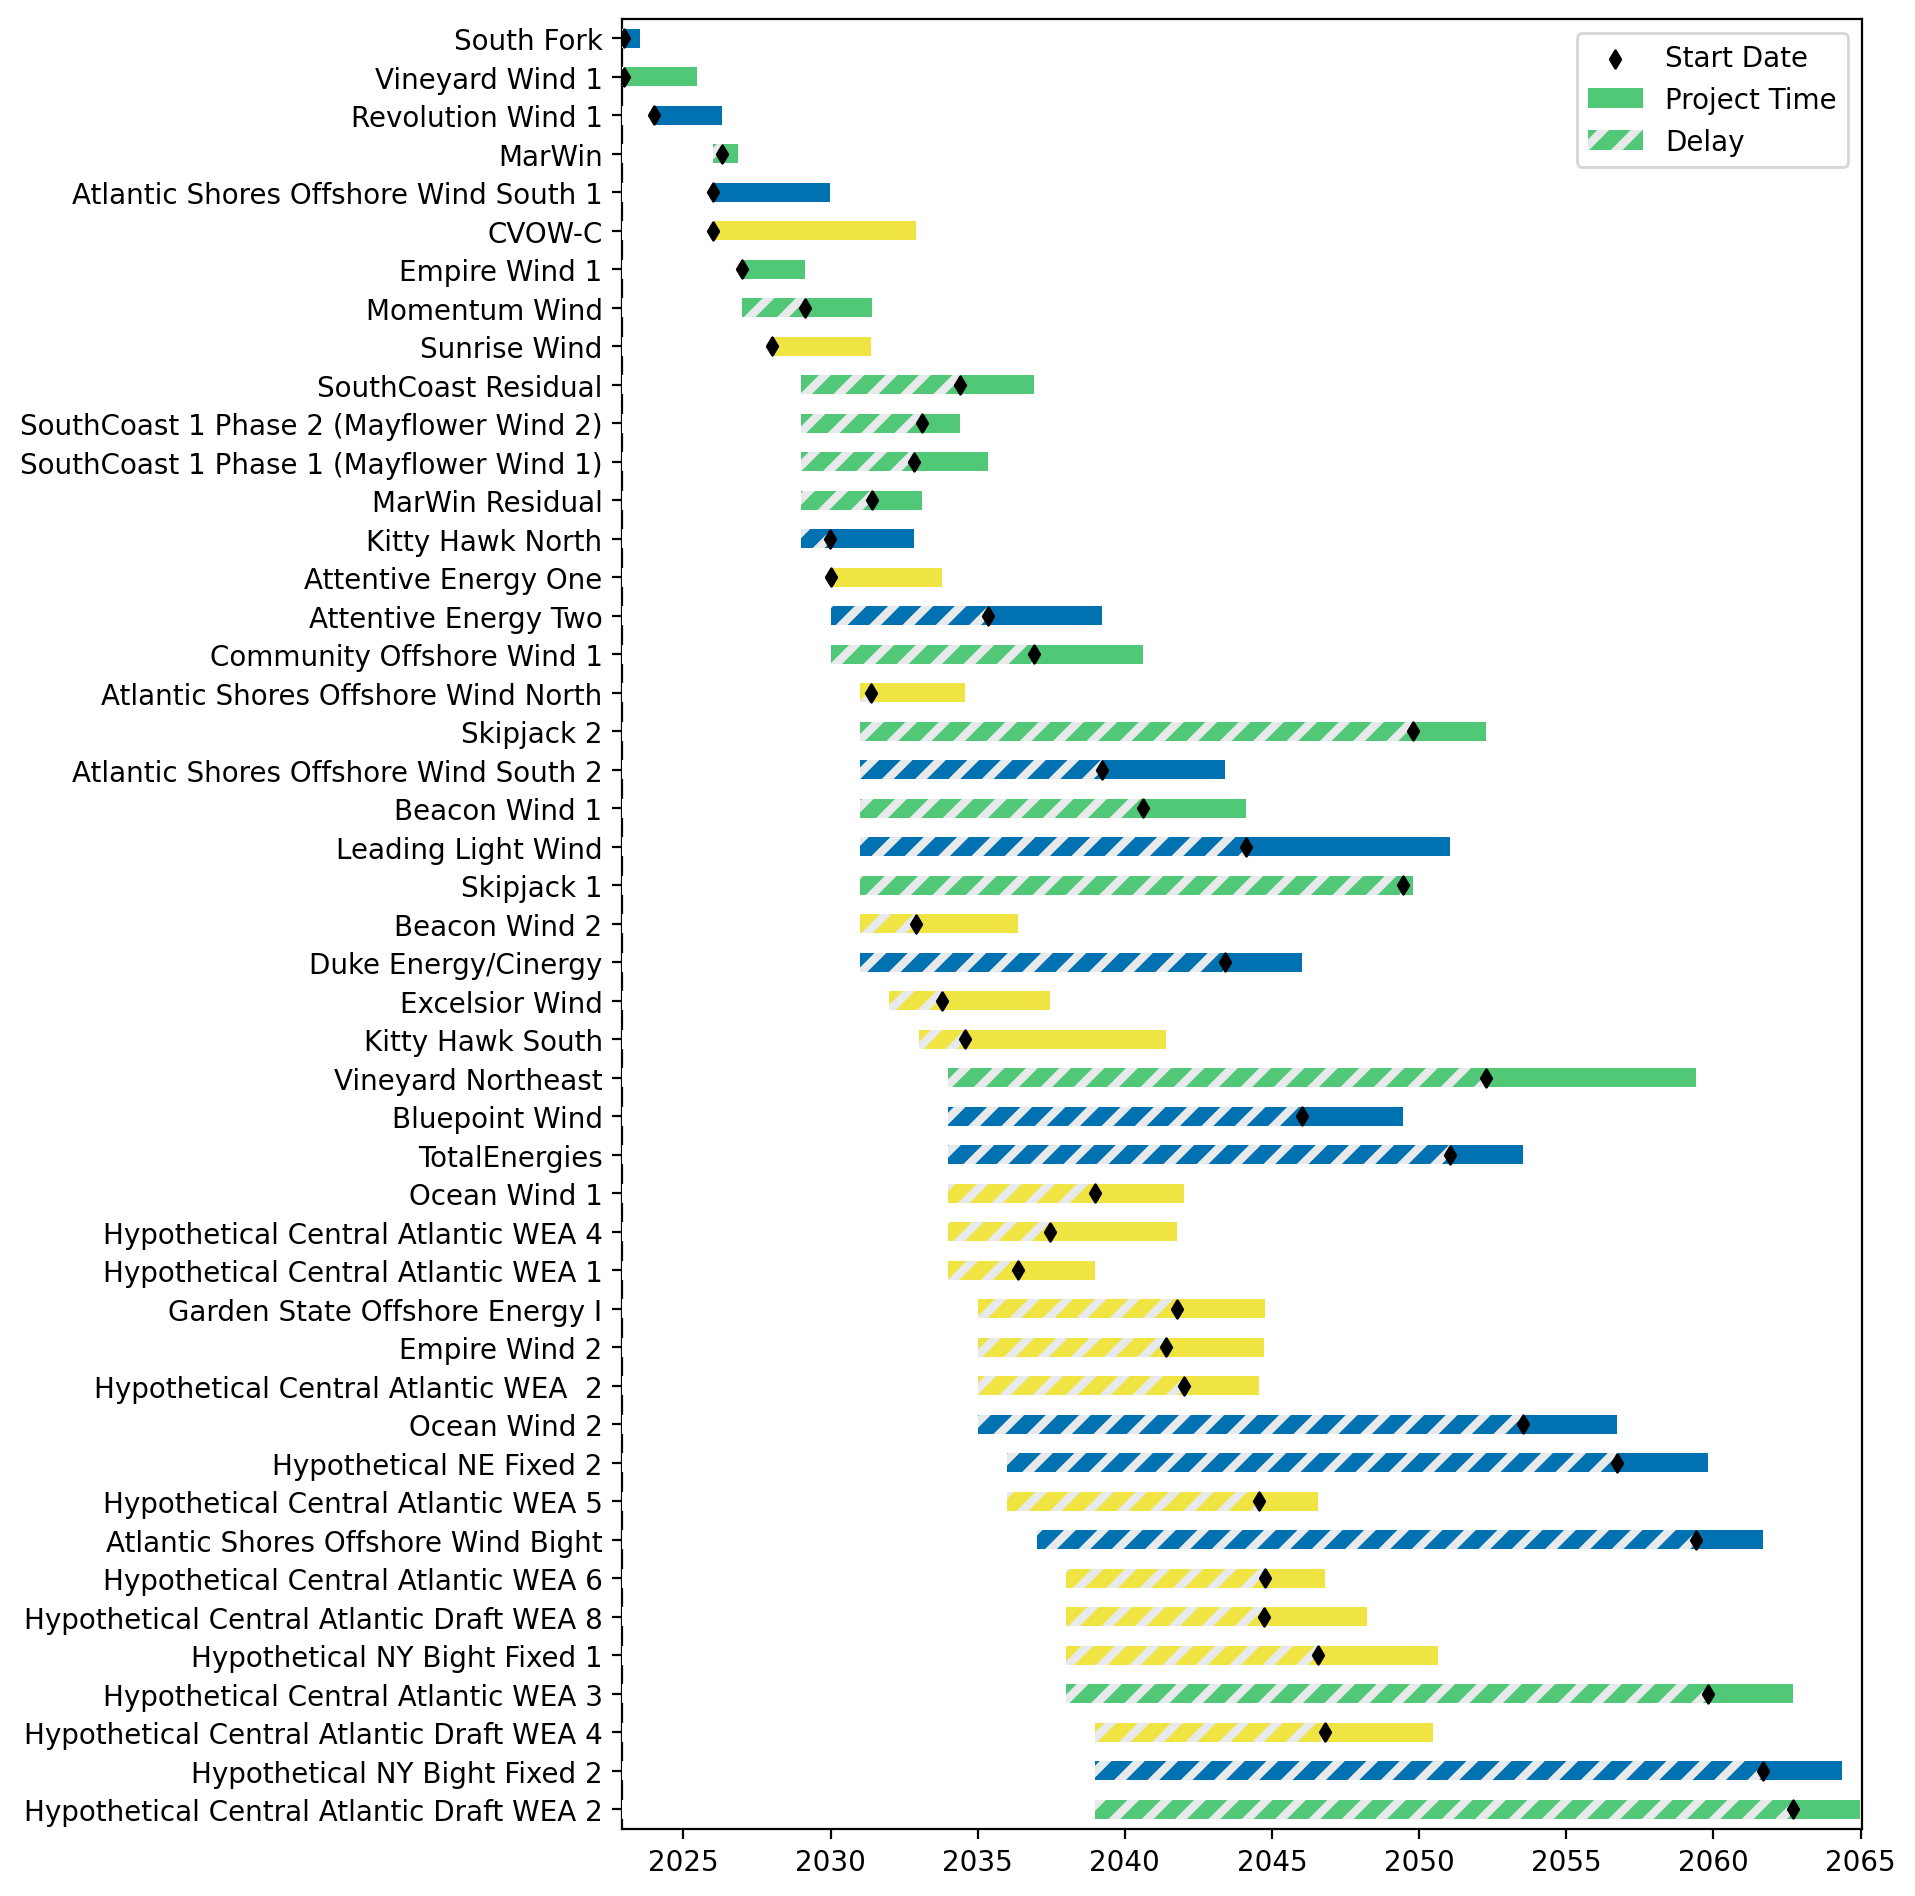 South Fork
Vineyard Wind 1
Revolution Wind 1
MarWin
Atlantic Shores Offshore Wind South 1
CVOW-C
Empire Wind 1
Momentum Wind
Sunrise Wind
SouthCoast Residual
SouthCoast 1 Phase 2 (Mayflower Wind 2)
SouthCoast 1 Phase 1 (Mayflower Wind 1)
MarWin Residual
Kitty Hawk North
Attentive Energy One
Attentive Energy Two
Community Offshore Wind 1
Atlantic Shores Offshore Wind North
Skipjack 2
Atlantic Shores Offshore Wind South 2
Beacon Wind 1
Leading Light Wind
Skipjack 1
Beacon Wind 2
Duke Energy/Cinergy
Excelsior Wind
Kitty Hawk South
Vineyard Northeast
Bluepoint Wind
TotalEnergies
Ocean Wind 1
Hypothetical Central Atlantic WEA 4
Hypothetical Central Atlantic WEA 1
Garden State Offshore Energy I
Empire Wind 2
Hypothetical Central Atlantic WEA  2
Ocean Wind 2
Hypothetical NE Fixed 2
Hypothetical Central Atlantic WEA 5
Atlantic Shores Offshore Wind Bight
Hypothetical Central Atlantic WEA 6
Hypothetical Central Atlantic Draft WEA 8
Hypothetical NY Bight Fixed 1
Hypothetical Central Atlantic WEA 3
Hypothetical Central Atlantic Draft WEA 4
Hypothetical NY Bight Fixed 2
Hypothetical Central Atlantic Draft WEA 2
Start Date
Project Time
Delay
2025 2030 2035 2040 2045 2050 2055 2060 2065